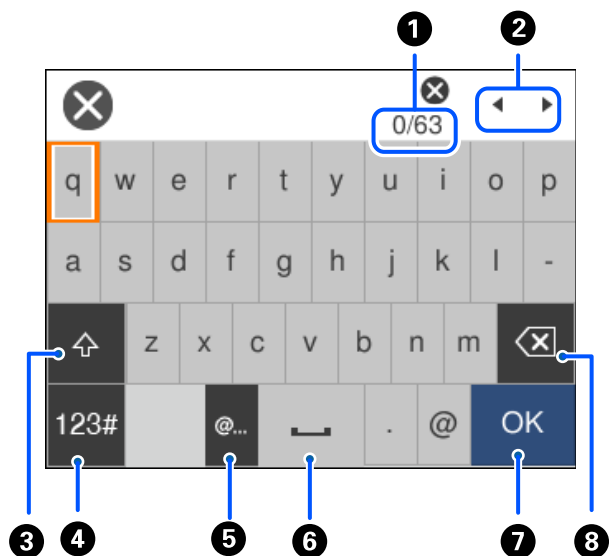 1 2
0/63
q w e r t y u i o p
a s d f g h j k l -
z x c v b n m
123# @... . @ OK
3 4 5 6 7 8